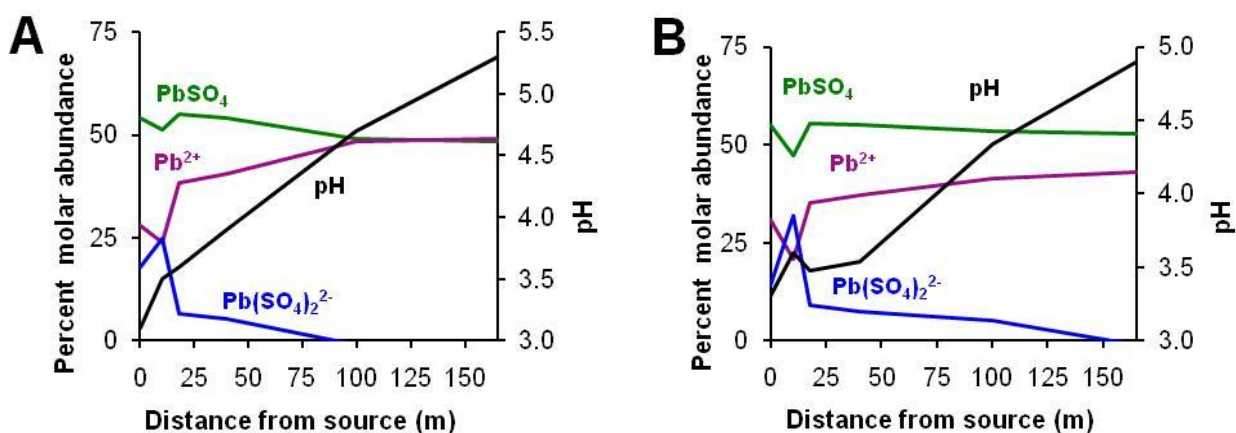 A
75
50
25
0
Percent molar abundance
PbSO₄
Pb²⁺
pH
Pb(SO₄)₂²⁻
5.5
5.0
4.5
4.0
3.5
3.0
pH
0 25 50 75 100 125 150
Distance from source (m)
B
75
50
25
0
Percent molar abundance
PbSO₄
pH
Pb²⁺
Pb(SO₄)₂²⁻
5.0
4.5
4.0
3.5
3.0
pH
0 25 50 75 100 125 150
Distance from source (m)